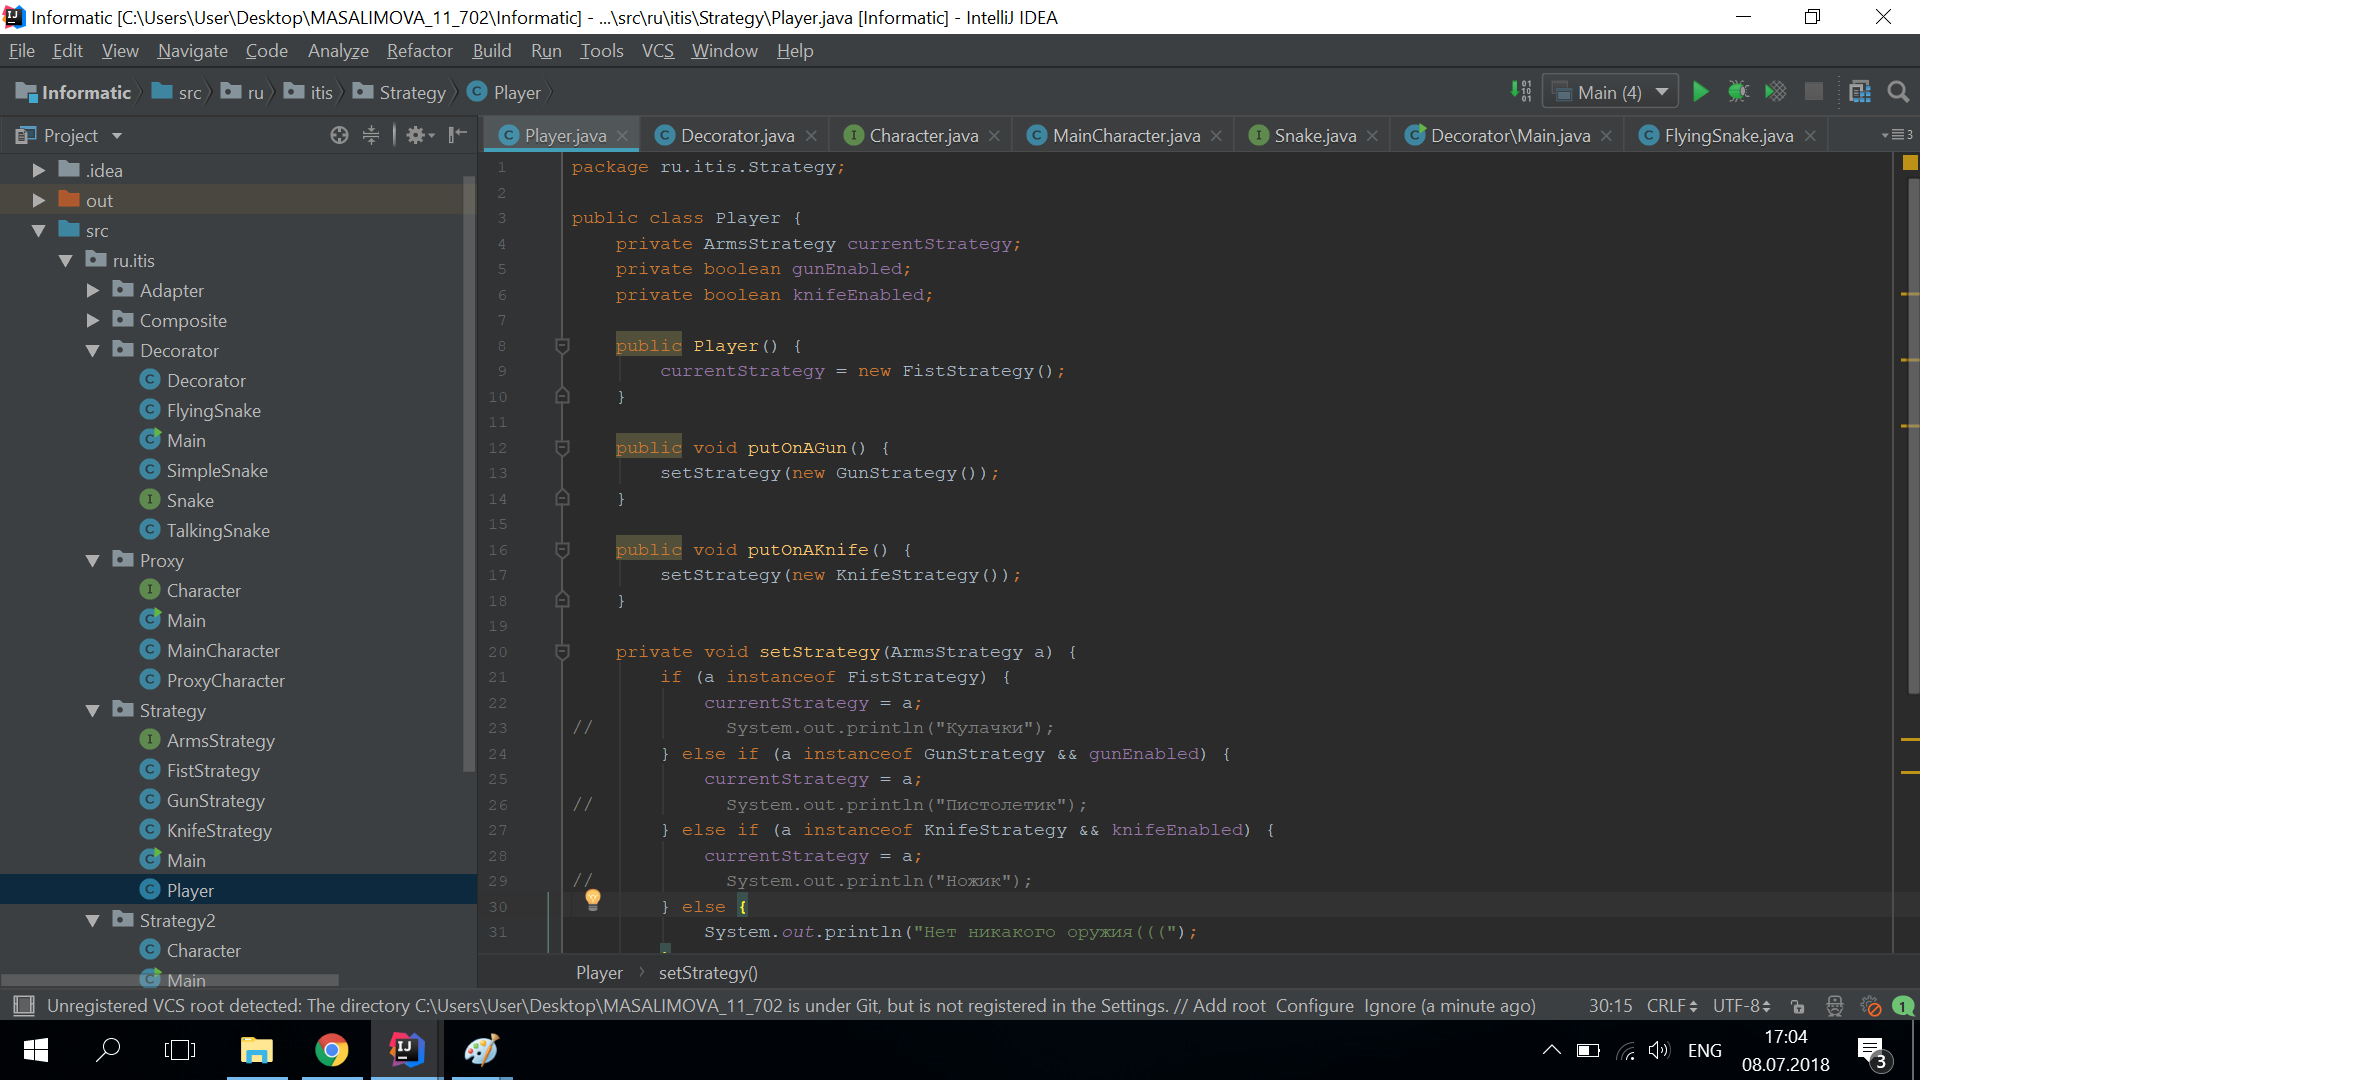 Informatic [C:\Users\User\Desktop\MASALIMOVA_11_702\Informatic] - ...\src\ru\itis\Strategy\Player.java [Informatic] - IntelliJ IDEA
File Edit View Navigate Code Analyze Refactor Build Run Tools VCS Window Help
Informatic src ru itis Strategy Player Main (4)
Project
Player.java Decorator.java Character.java MainCharacter.java Snake.java Decorator\Main.java FlyingSnake.java 3
.idea
out
src
ru.itis
Adapter
Composite
Decorator
Decorator
FlyingSnake
Main
SimpleSnake
Snake
TalkingSnake
Proxy
Character
Main
MainCharacter
ProxyCharacter
Strategy
ArmsStrategy
FistStrategy
GunStrategy
KnifeStrategy
Main
Player
Strategy2
Character
Main
1 package ru.itis.Strategy;
2
3 public class Player {
4 private ArmsStrategy currentStrategy;
5 private boolean gunEnabled;
6 private boolean knifeEnabled;
7
8 public Player() {
9 currentStrategy = new FistStrategy();
10 }
11
12 public void putOnAGun() {
13 setStrategy(new GunStrategy());
14 }
15
16 public void putOnAKnife() {
17 setStrategy(new KnifeStrategy());
18 }
19
20 private void setStrategy(ArmsStrategy a) {
21 if (a instanceof FistStrategy) {
22 currentStrategy = a;
23 // System.out.println("Кулачки");
24 } else if (a instanceof GunStrategy && gunEnabled) {
25 currentStrategy = a;
26 // System.out.println("Пистолетик");
27 } else if (a instanceof KnifeStrategy && knifeEnabled) {
28 currentStrategy = a;
29 // System.out.println("Ножик");
30 } else {
31 System.out.println("Нет никакого оружия(((");
Player setStrategy()
Unregistered VCS root detected: The directory C:\Users\User\Desktop\MASALIMOVA_11_702 is under Git, but is not registered in the Settings. // Add root Configure Ignore (a minute ago) 30:15 CRLF UTF-8 1
ENG 17:04
08.07.2018 3